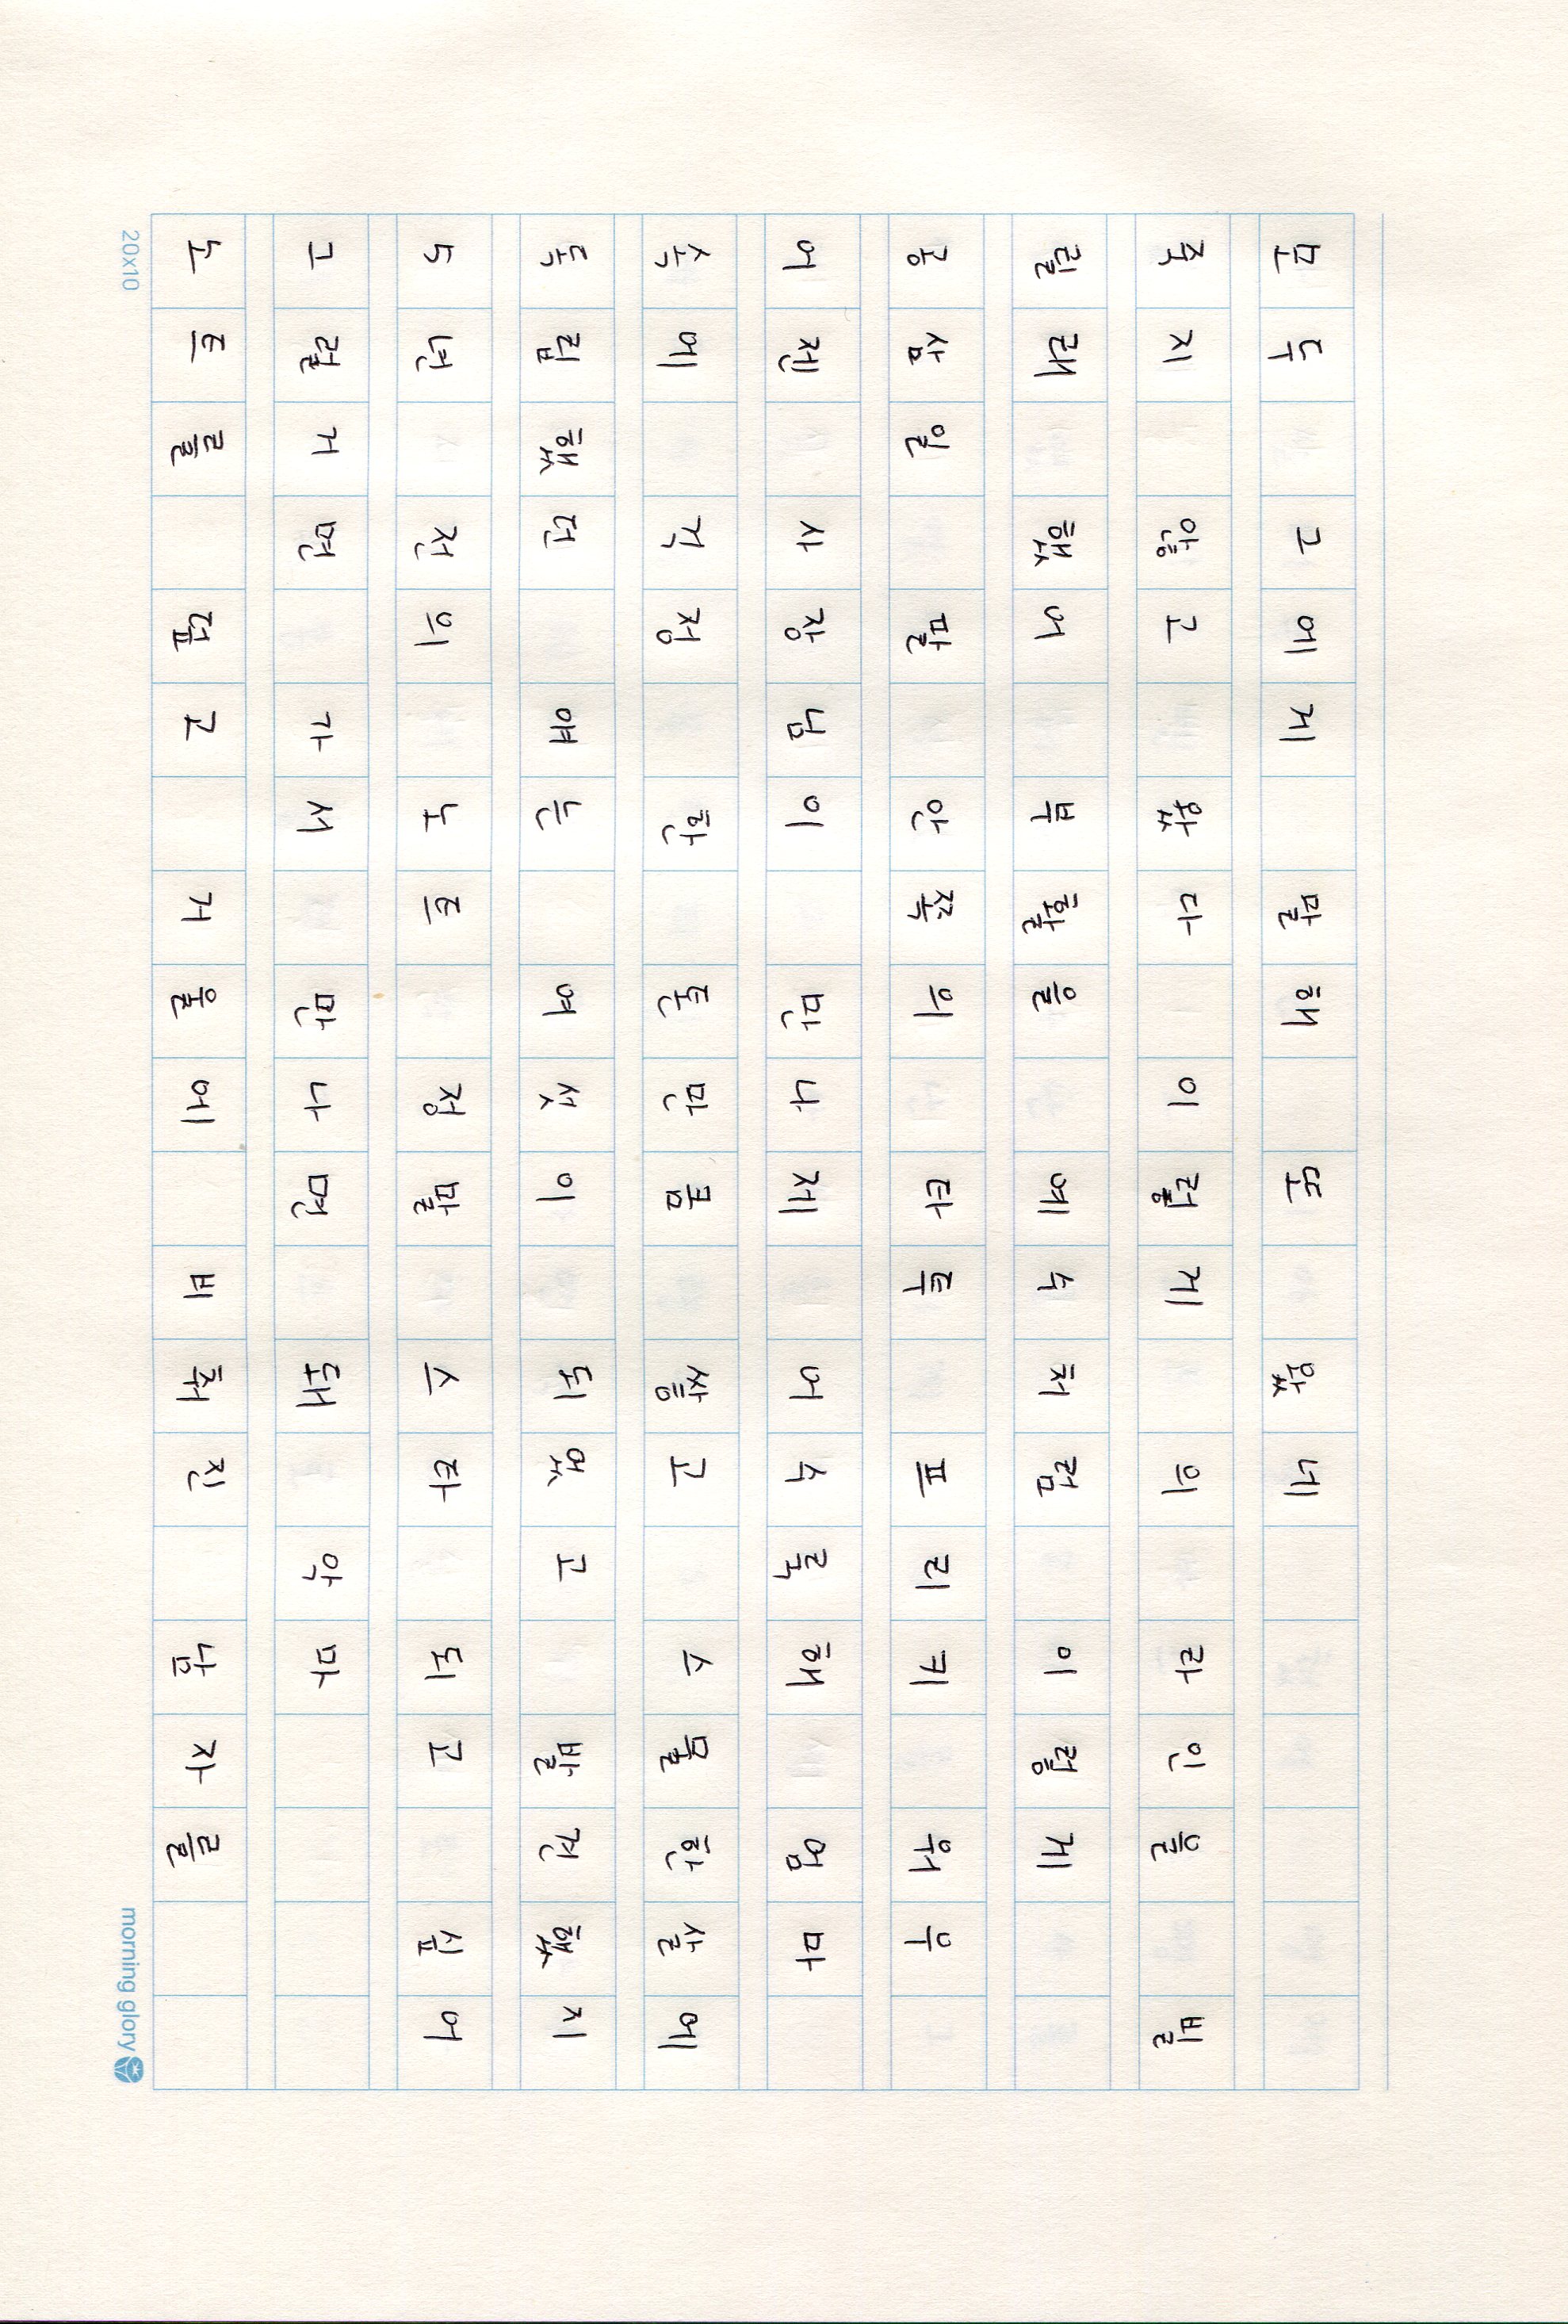 모두 그에게 말해 또 왔네
죽지 않고 왔다 이렇게 의 라인을 빌
릴래 했어 부활을 예수처럼 이렇게
공삼일 팔 안쪽의 타투 프리키 워우
어젠 사장님이 만나제 어수룩해 엄마
속에 걱정 한 톤만큼 쌓고 스물한살에
독립했던 얘는 여섯이 되었고 발견했지
5년 전의 노트 정말 스타 되고 싶어
그럴거면 가서 만나면 돼 악마
노트를 덮고 거울에 비춰진 남자를
20x10 morning glory